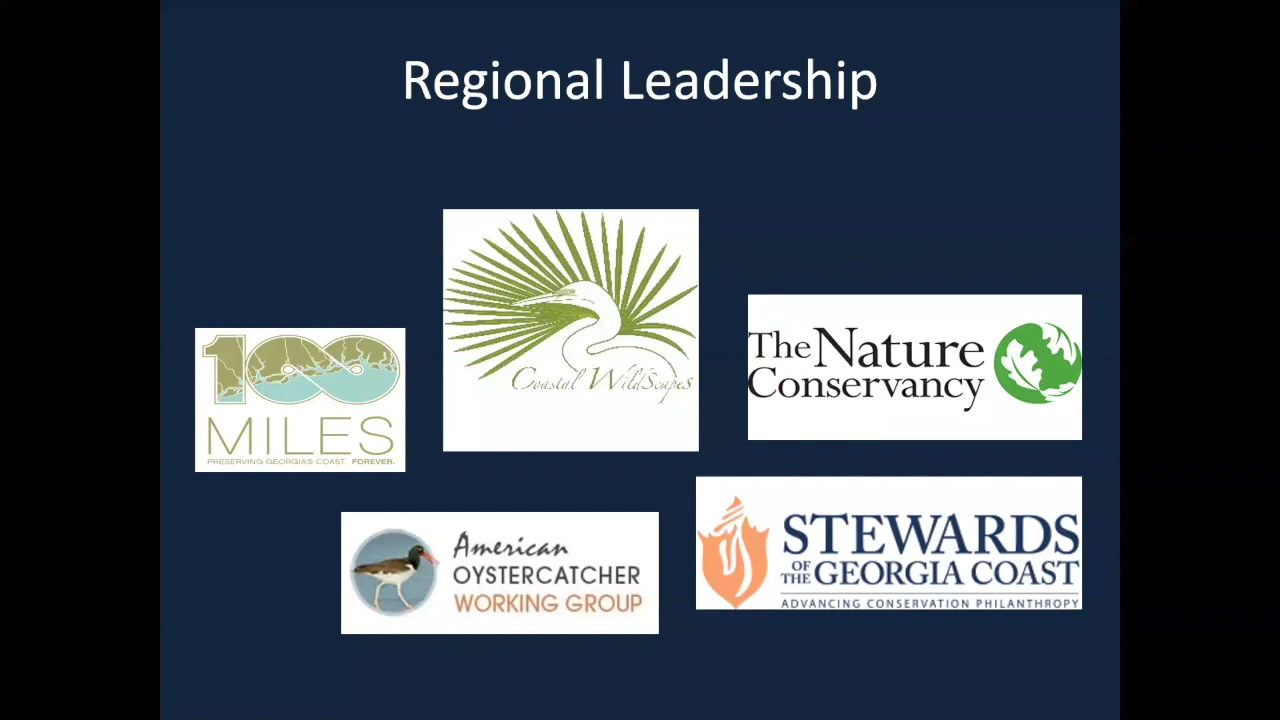 Regional Leadership
Coastal WildScapes
The Nature
Conservancy
100
MILES
PRESERVING GEORGIA'S COAST. FOREVER.
American
OYSTERCATCHER
WORKING GROUP
STEWARDS
OF THE GEORGIA COAST
ADVANCING CONSERVATION PHILANTHROPY